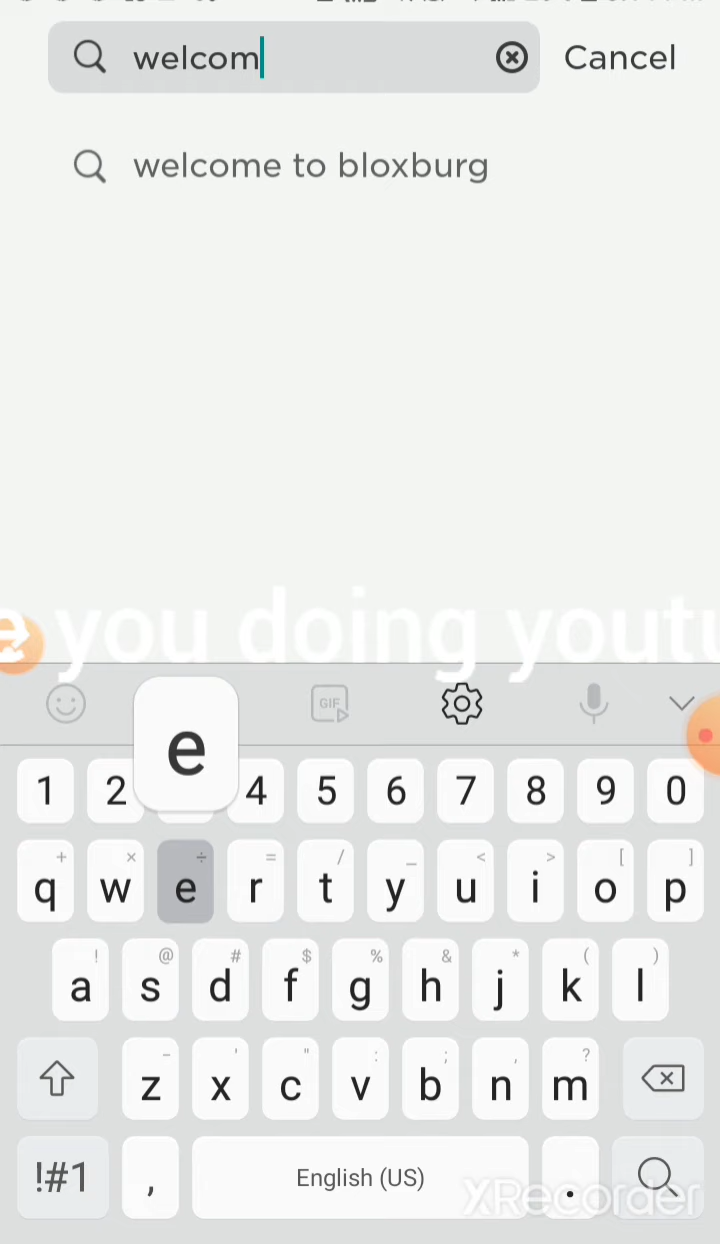 welcom
Cancel
welcome to bloxburg
you doing
GIF
e
1 2 4 5 6 7 8 9 0
+ × ÷ = / _ < > [ ]
q w e r t y u i o p
! @ # $ % & * ( )
a s d f g h j k l
- ' " : ; , ?
z x c v b n m
!#1 , English (US) .
XRecorder